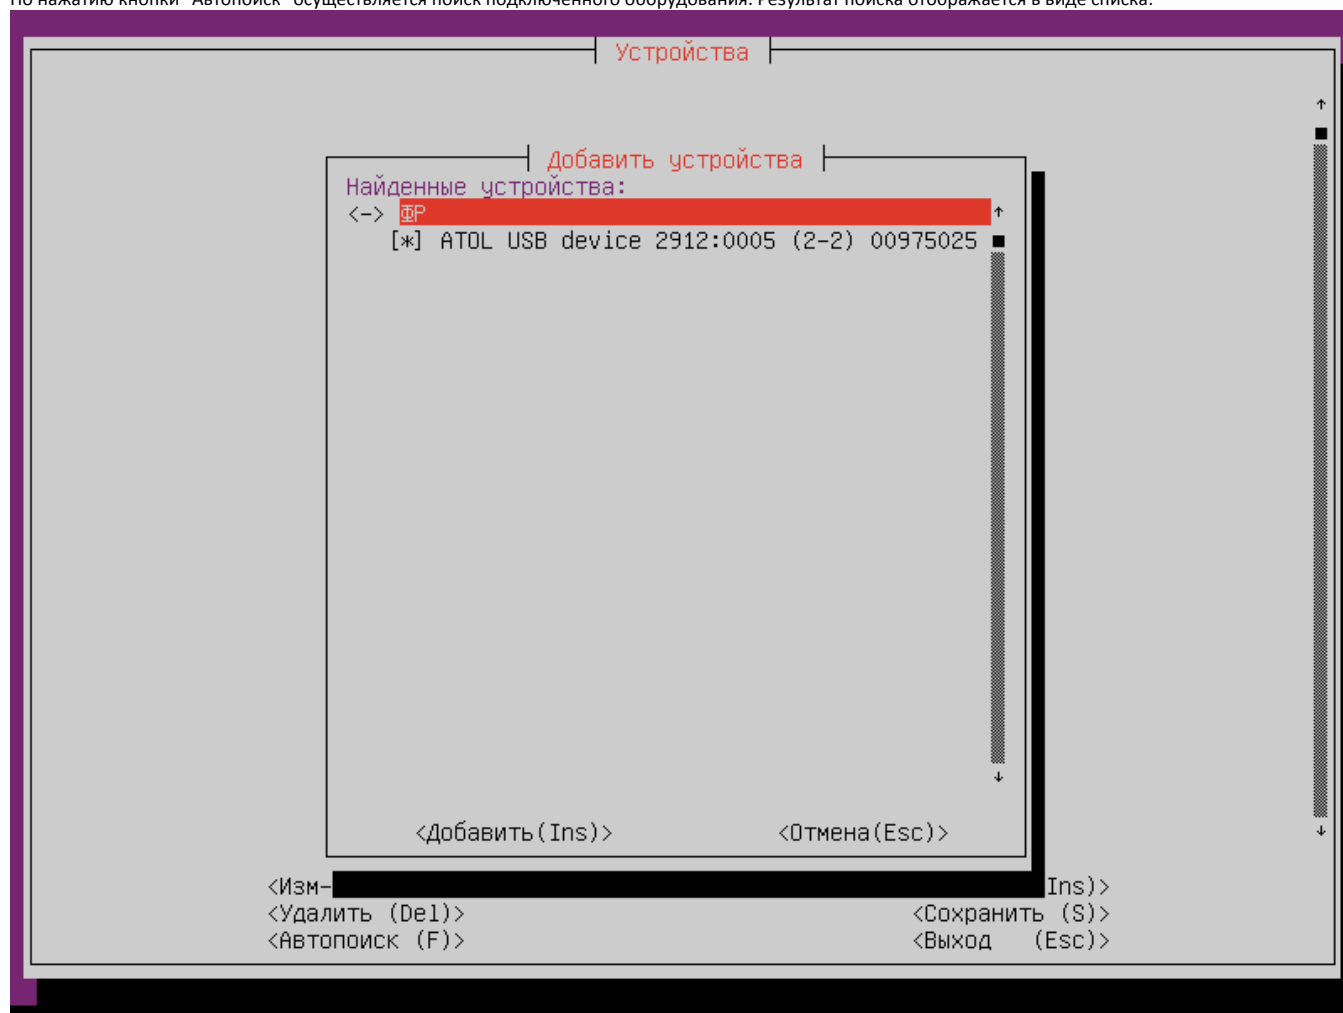 По нажатию кнопки "Автопоиск" осуществляется поиск подключенного оборудования. Результат поиска отображается в виде списка:
Устройства
Добавить устройства
Найденные устройства:
<-> ФР
[*] ATOL USB device 2912:0005 (2-2) 00975025
<Добавить(Ins)> <Отмена(Esc)>
<Изм- Ins)>
<Удалить (Del)> <Сохранить (S)>
<Автопоиск (F)> <Выход (Esc)>